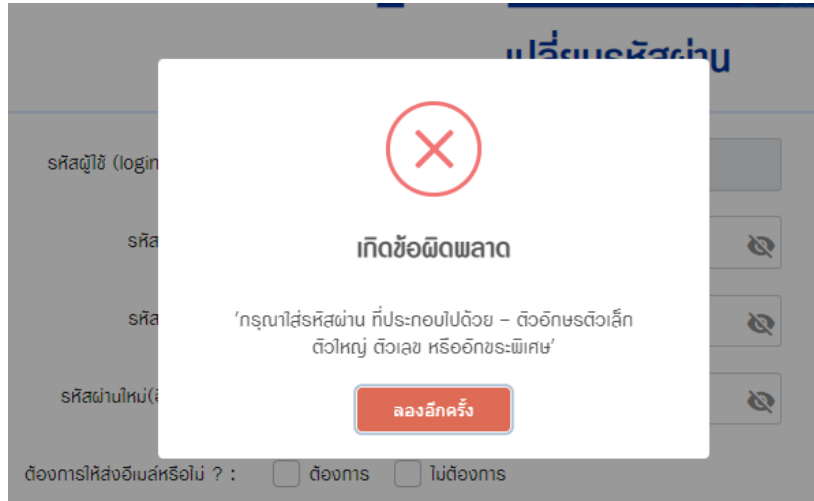 เปลี่ยนรหัสผ่าน
รหัสผู้ใช้ (login
เกิดข้อผิดพลาด
'กรุณาใส่รหัสผ่าน ที่ประกอบไปด้วย – ตัวอักษรตัวเล็ก
ตัวใหญ่ ตัวเลข หรืออักขระพิเศษ'
ลองอีกครั้ง
รหัส
รหัส
รหัสผ่านใหม่(
ต้องการให้ส่งอีเมล์หรือไม่ ? : ต้องการ ไม่ต้องการ